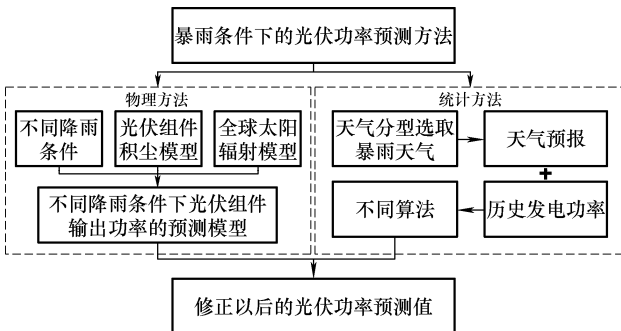 暴雨条件下的光伏功率预测方法
物理方法
不同降雨
条件
光伏组件
积尘模型
全球太阳
辐射模型
不同降雨条件下光伏组件
输出功率的预测模型
统计方法
天气分型选取
暴雨天气
天气预报
+
历史发电功率
不同算法
修正以后的光伏功率预测值